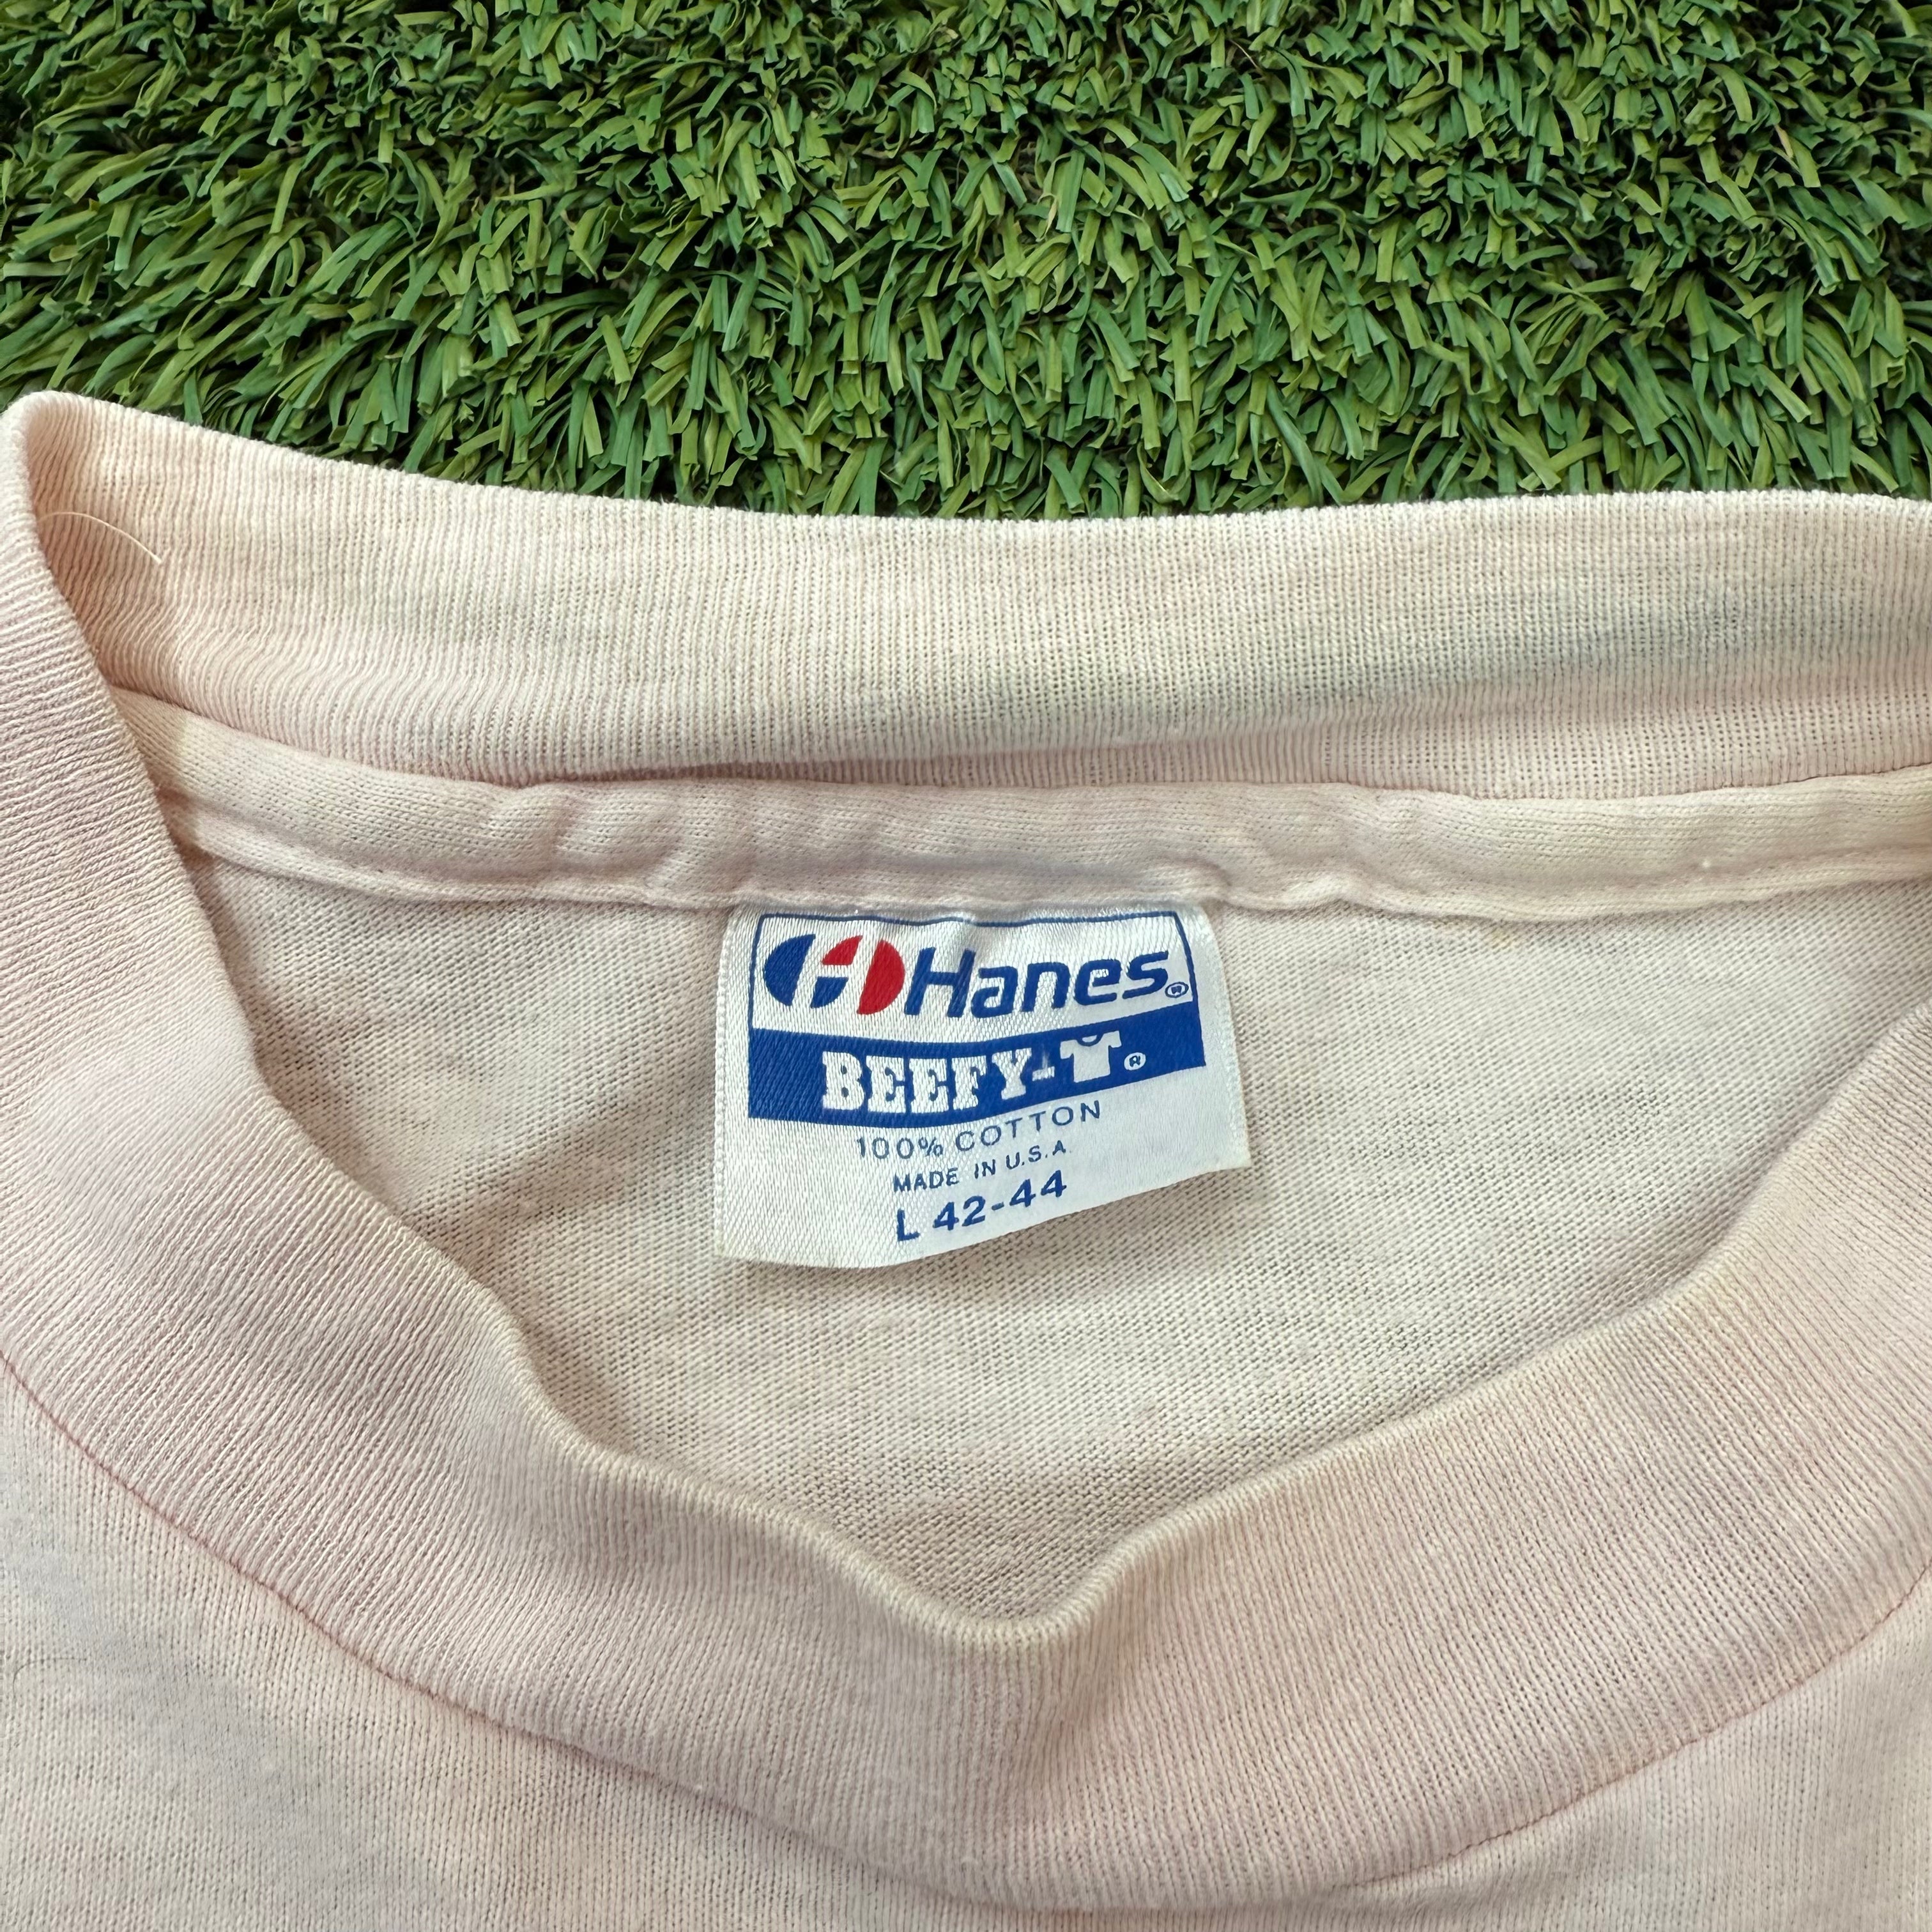 Hanes®
BEEFY-T®
100% COTTON
MADE IN U.S.A.
L 42-44